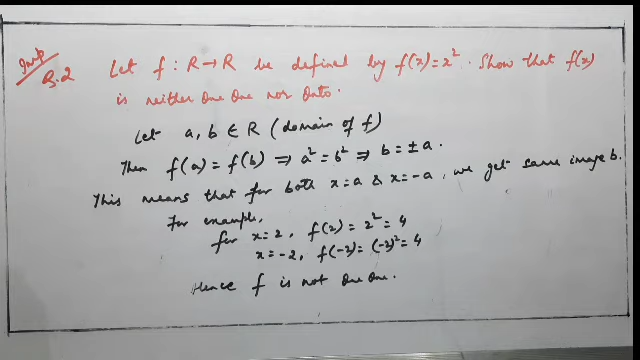 Imp
Q.2 Let f : R→R be defined by f(x)=x². Show that f(x)
is neither One One nor Onto.
Let a, b ∈ R (domain of f)
Then f(a) = f(b) ⇒ a² = b² ⇒ b = ± a.
This means that for both x=a & x=-a, we get same image b.
For example,
for x=2, f(2) = 2² = 4
x=-2, f(-2) = (-2)² = 4
Hence f is not One One.